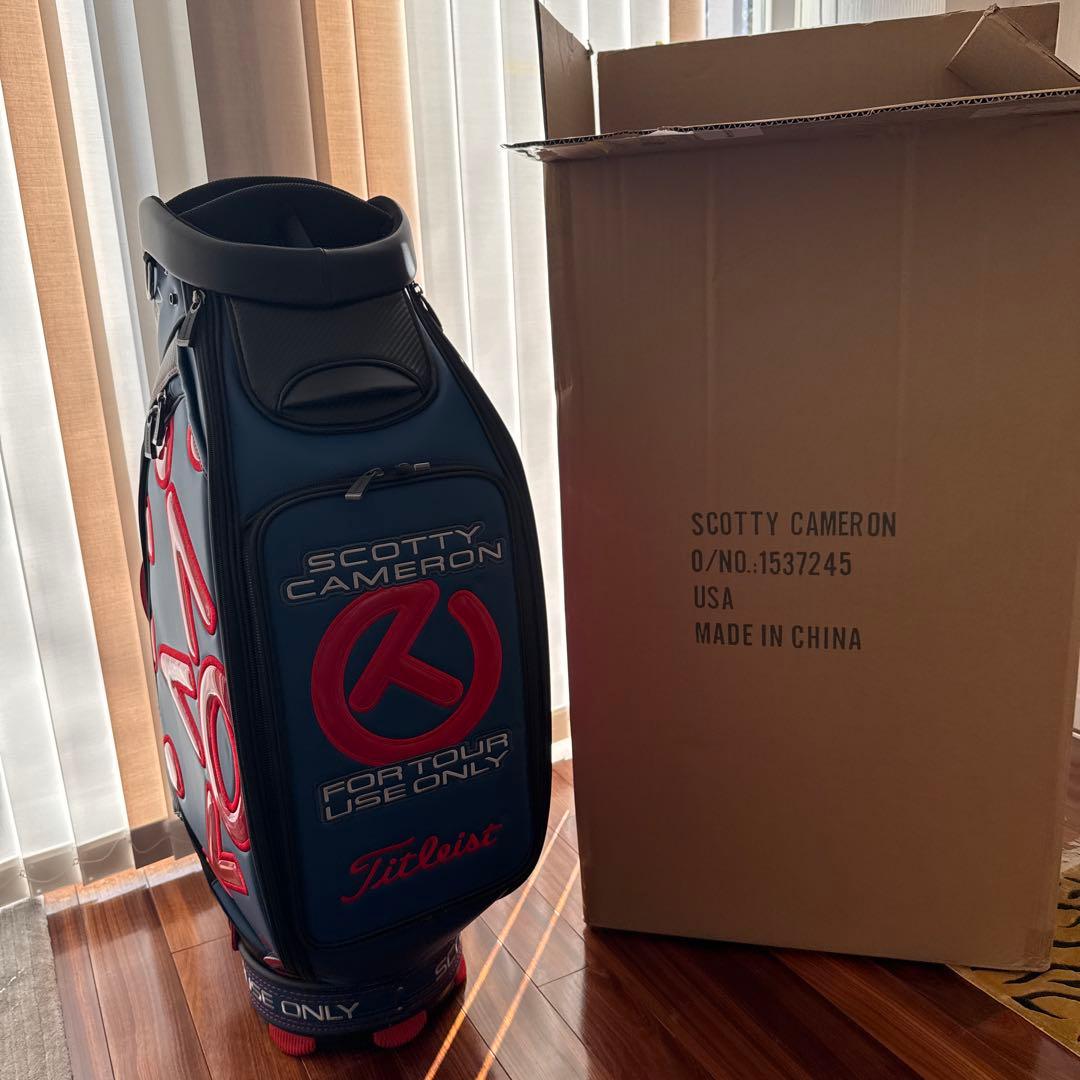 SCOTTY
CAMERON
FOR TOUR
USE ONLY
Titleist
USE ONLY
SCOTTY CAMERON
O/NO.:1537245
USA
MADE IN CHINA